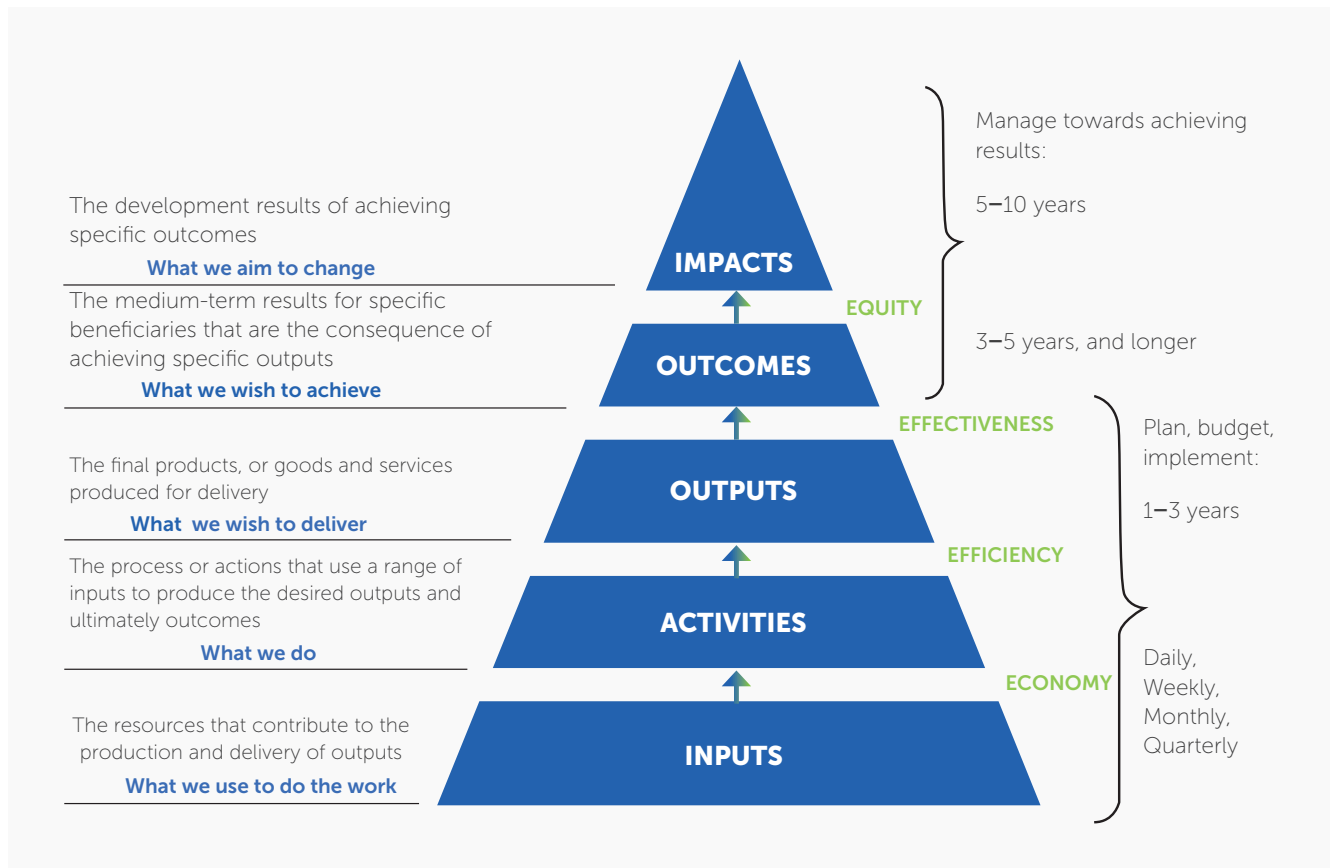 The development results of achieving
specific outcomes
What we aim to change
The medium-term results for specific
beneficiaries that are the consequence of
achieving specific outputs
What we wish to achieve
The final products, or goods and services
produced for delivery
What we wish to deliver
The process or actions that use a range of
inputs to produce the desired outputs and
ultimately outcomes
What we do
The resources that contribute to the
production and delivery of outputs
What we use to do the work
IMPACTS
OUTCOMES
OUTPUTS
ACTIVITIES
INPUTS
EQUITY
EFFECTIVENESS
EFFICIENCY
ECONOMY
Manage towards achieving
results:
5–10 years
3–5 years, and longer
Plan, budget,
implement:
1–3 years
Daily,
Weekly,
Monthly,
Quarterly